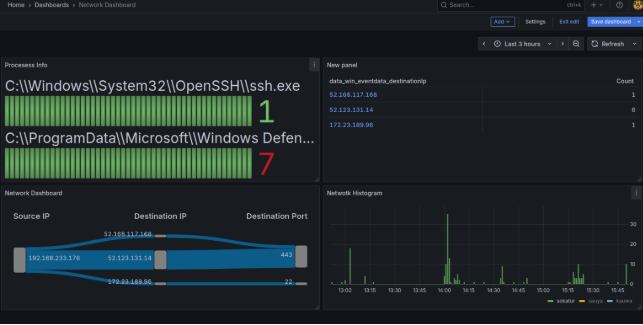 Home › Dashboards › Network Dashboard
Search... ctrl+k
Add Settings Exit edit Save dashboard
Last 3 hours Refresh
Procesess Info
C:\\Windows\\System32\\OpenSSH\\ssh.exe
1
C:\\ProgramData\\Microsoft\\Windows Defen...
7
New panel
data_win_eventdata_destinationIp Count
52.168.117.168 1
52.123.131.14 6
172.23.189.96 1
Network Dashboard
Source IP Destination IP Destination Port
52.168.117.168
192.168.233.176 52.123.131.14 443
172.23.189.96 22
Netwotk Histogram
30
20
10
0
13:00 13:15 13:30 13:45 14:00 14:15 14:30 14:45 15:00 15:15 15:30 15:45